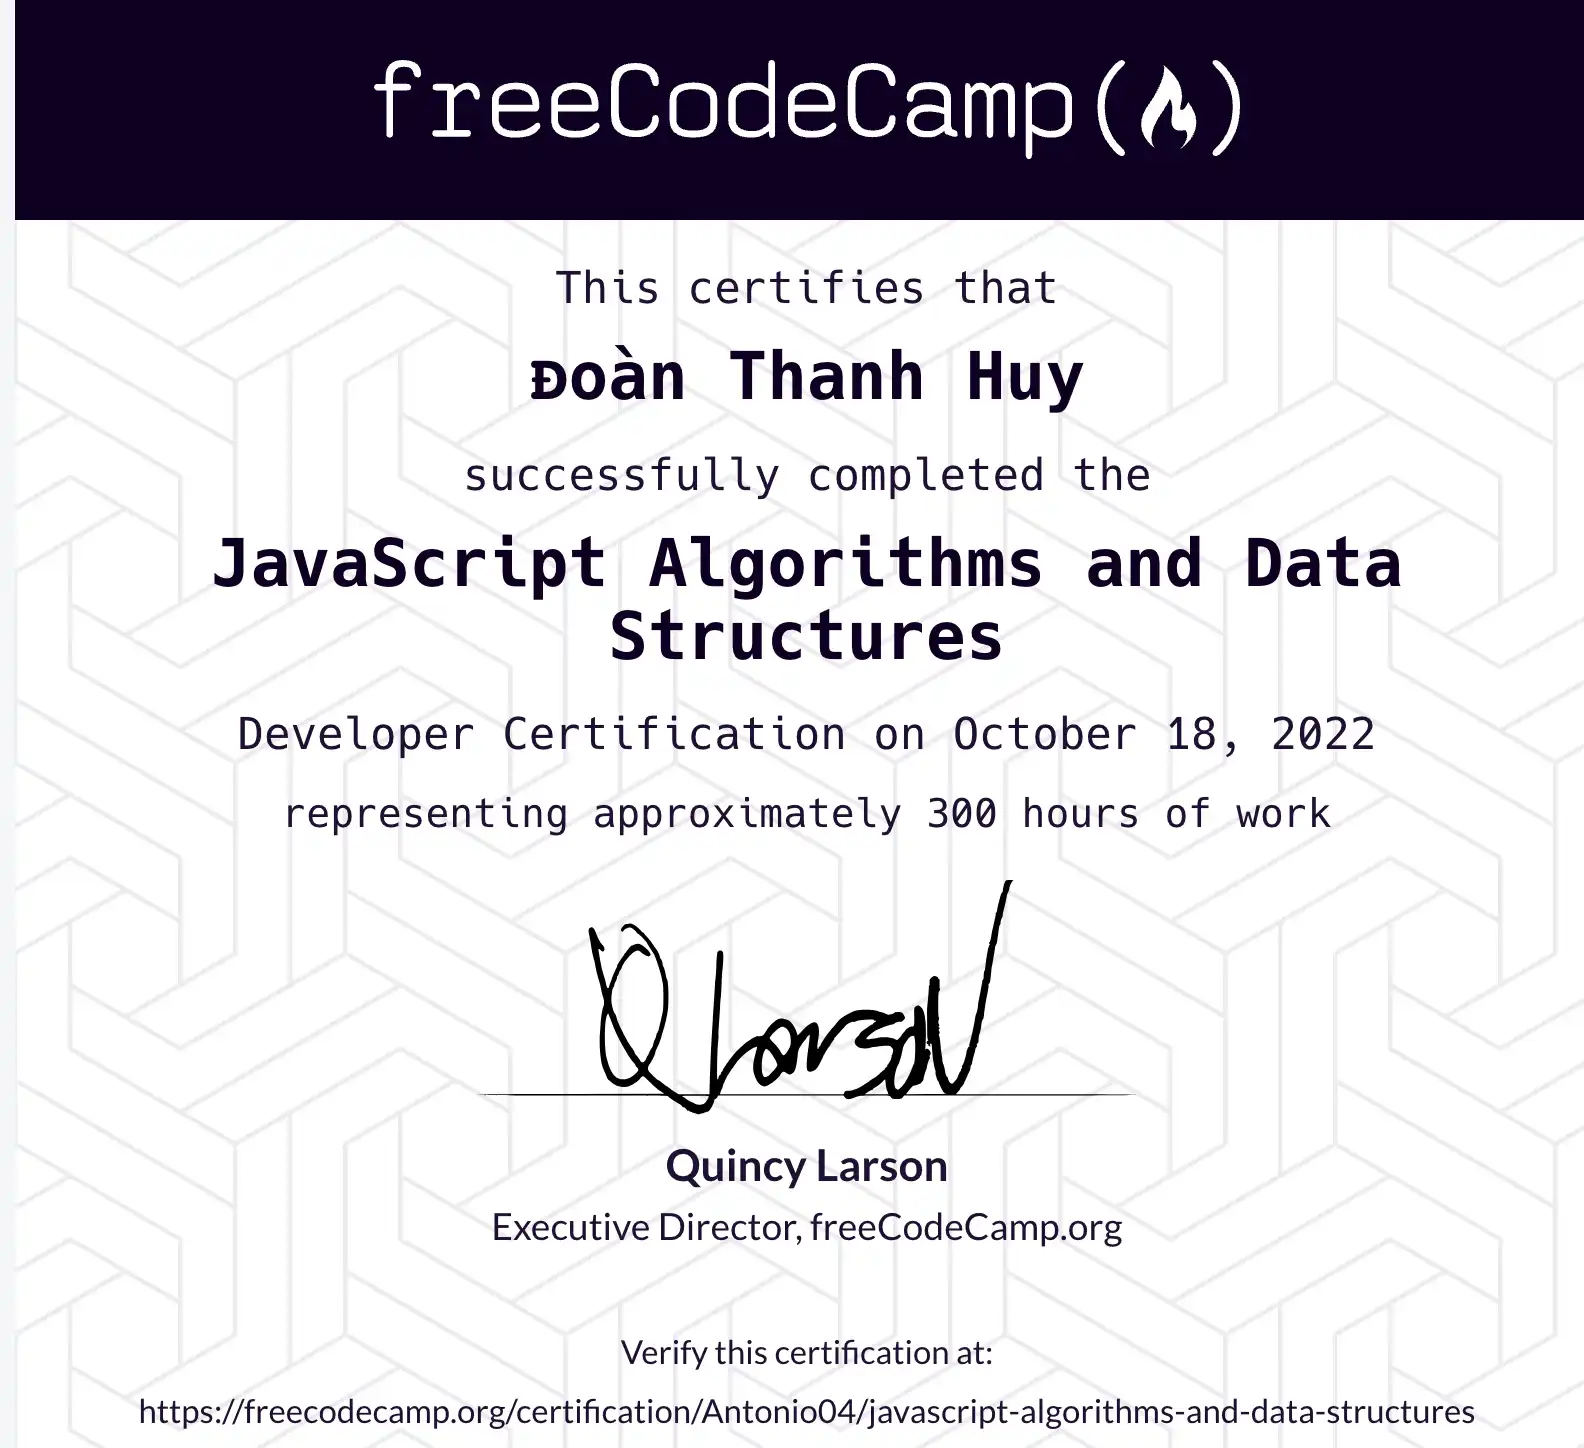 freeCodeCamp(🔥)
This certifies that
Đoàn Thanh Huy
successfully completed the
JavaScript Algorithms and Data
Structures
Developer Certification on October 18, 2022
representing approximately 300 hours of work
Q Larson
Quincy Larson
Executive Director, freeCodeCamp.org
Verify this certification at:
https://freecodecamp.org/certification/Antonio04/javascript-algorithms-and-data-structures